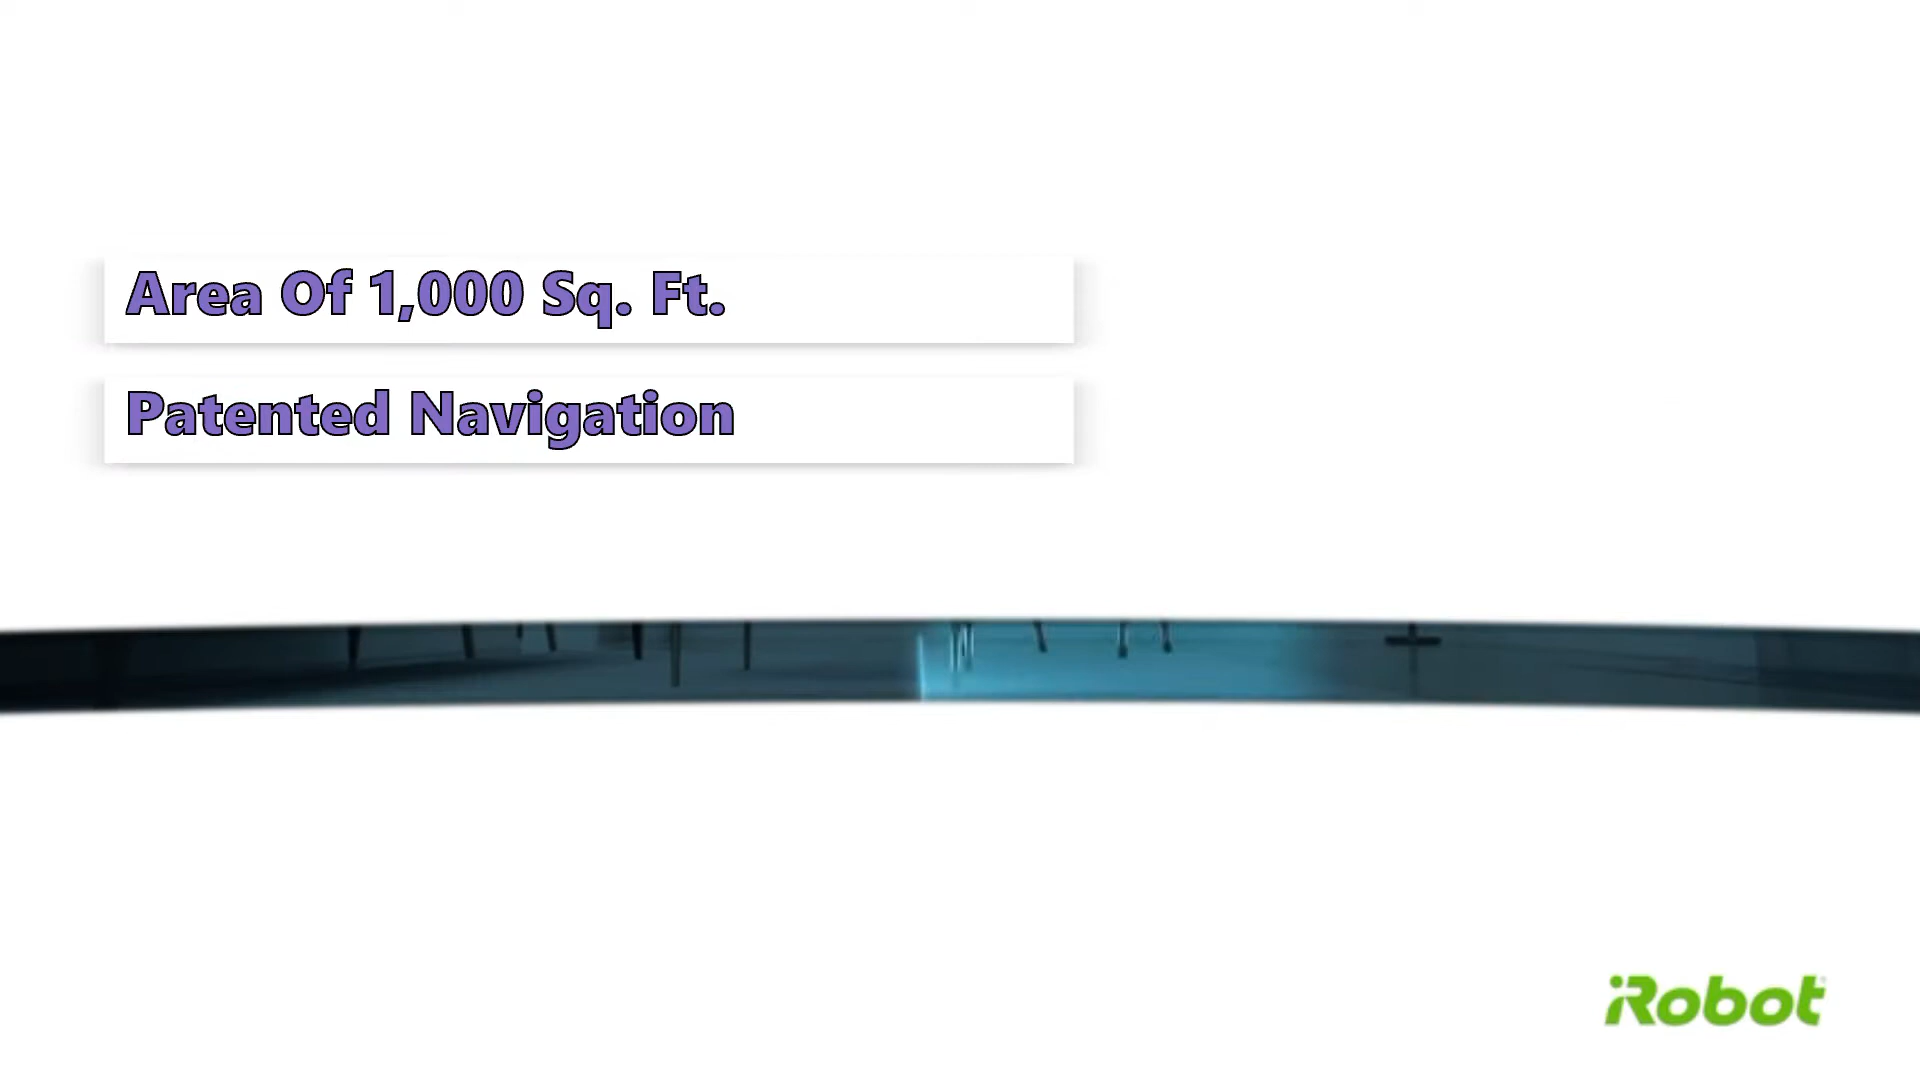 Area Of 1,000 Sq. Ft.
Patented Navigation
iRobot